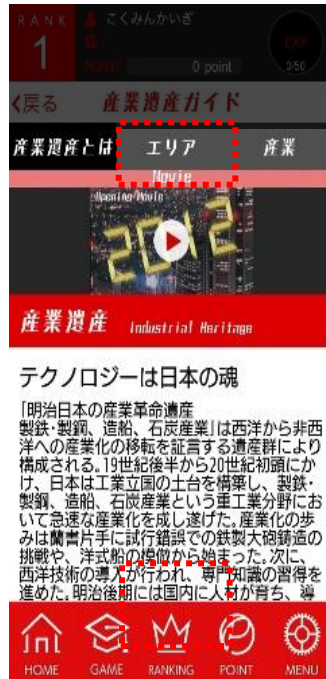 RANK
1
こくみんかいぎ
POINT
0 point
EXP
0/50
戻る
産業遺産ガイド
産業遺産とは
エリア
産業
Movie
Opening Movie
2012
産業遺産 Industrial Heritage
テクノロジーは日本の魂
「明治日本の産業革命遺産
製鉄・製鋼、造船、石炭産業」は西洋から非西
洋への産業化の移転を証言する遺産群により
構成される。19世紀後半から20世紀初頭にか
け、日本は工業立国の土台を構築し、製鉄・
製鋼、造船、石炭産業という重工業分野にお
いて急速な産業化を成し遂げた。産業化の歩
みは蘭書片手に試行錯誤での鉄製大砲鋳造の
挑戦や、洋式船の模倣から始まった。次に、
西洋技術の導入が行われ、専門知識の習得を
進めた。明治後期には国内に人材が育ち、導
HOME
GAME
RANKING
POINT
MENU